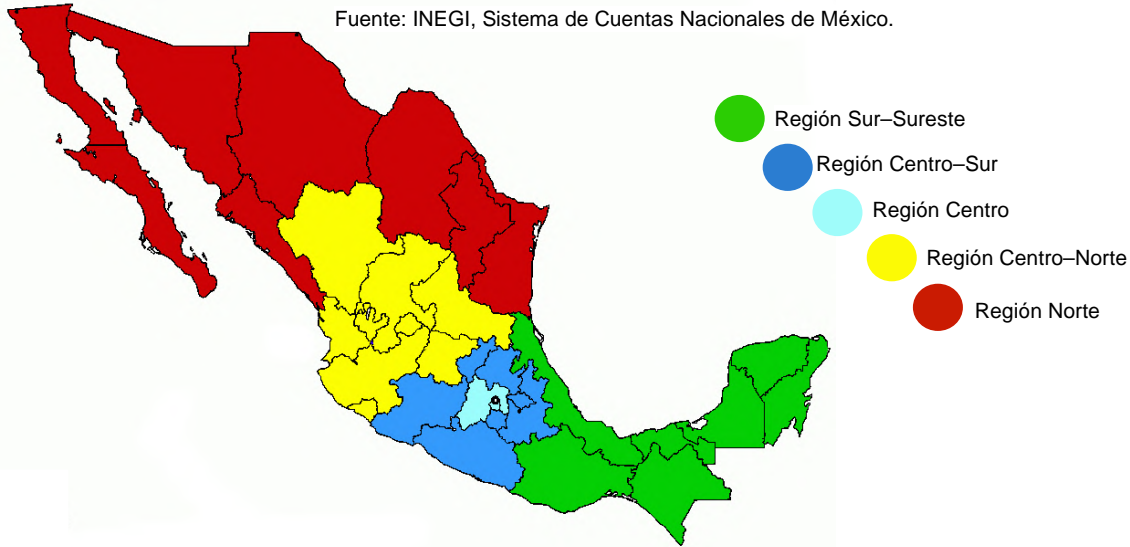 Fuente: INEGI, Sistema de Cuentas Nacionales de México.
Región Sur–Sureste
Región Centro–Sur
Región Centro
Región Centro–Norte
Región Norte